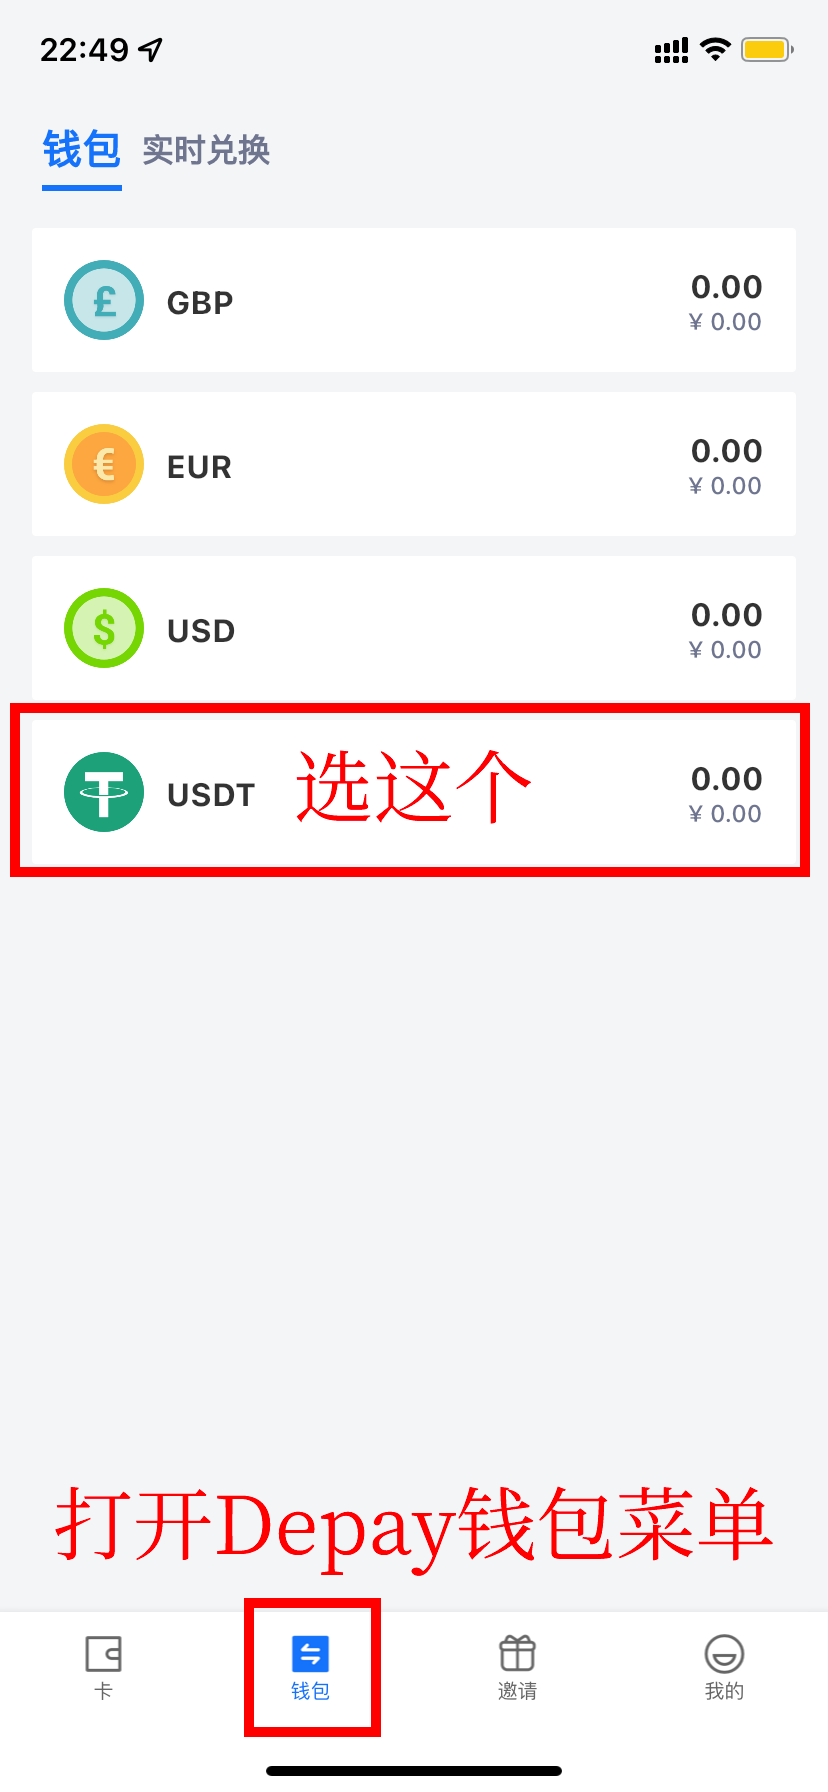 22:49
钱包 实时兑换
£ GBP 0.00
¥ 0.00
€ EUR 0.00
¥ 0.00
$ USD 0.00
¥ 0.00
USDT 选这个 0.00
¥ 0.00
打开Depay钱包菜单
卡 钱包 邀请 我的